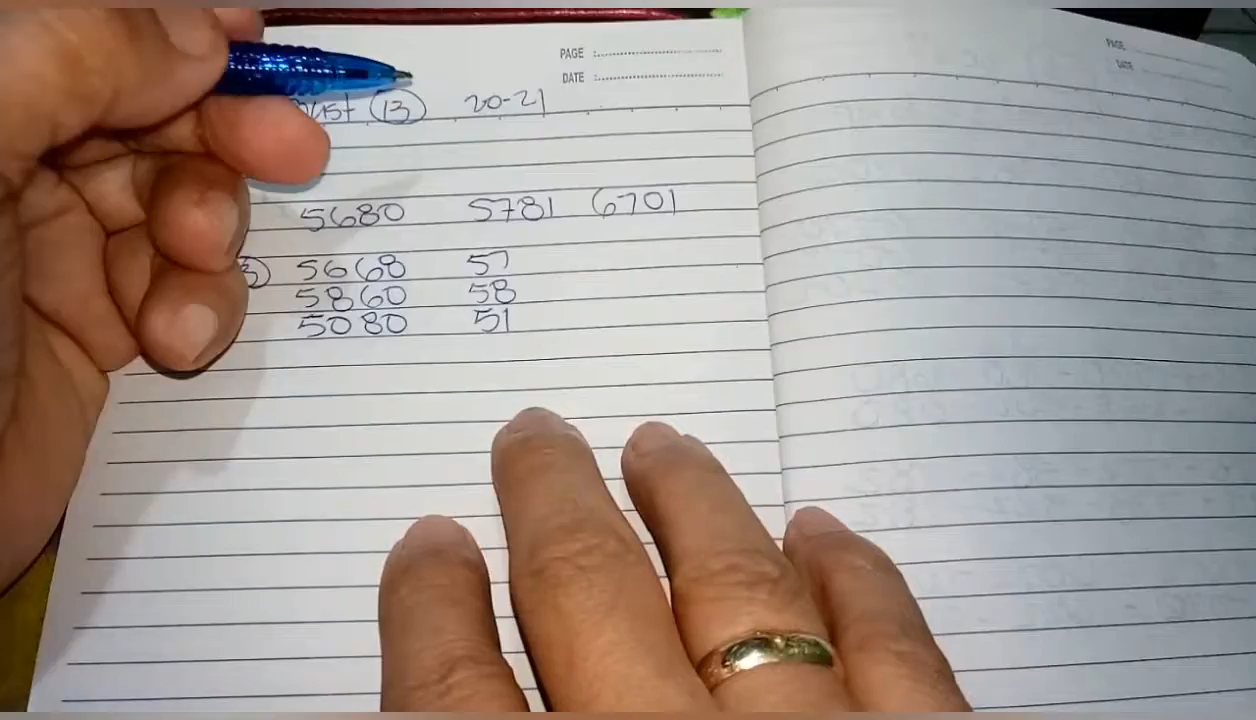 PAGE :
DATE :
(13) 20-21
5680 5781 6701
5668 57
5860 58
5080 51
PAGE
DATE